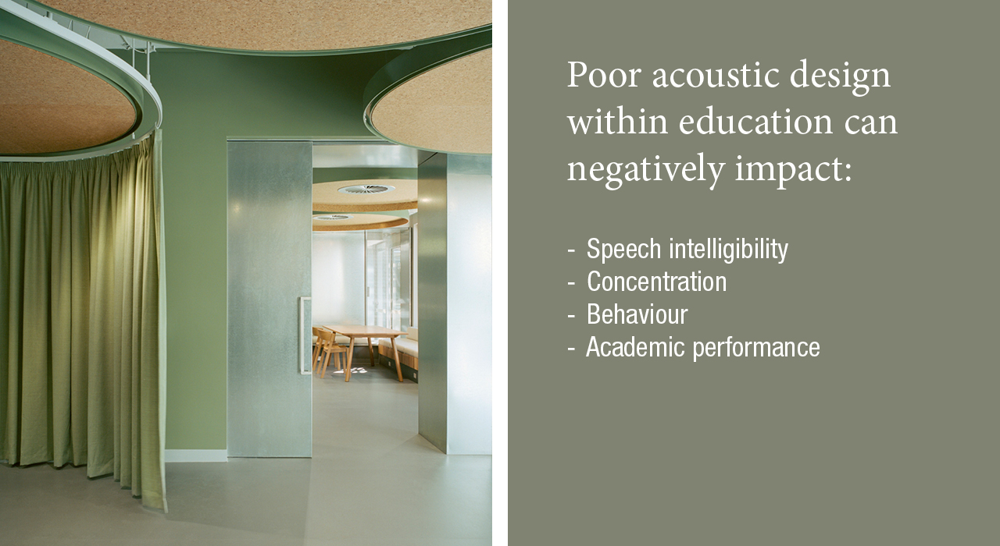 Poor acoustic design
within education can
negatively impact:
- Speech intelligibility
- Concentration
- Behaviour
- Academic performance